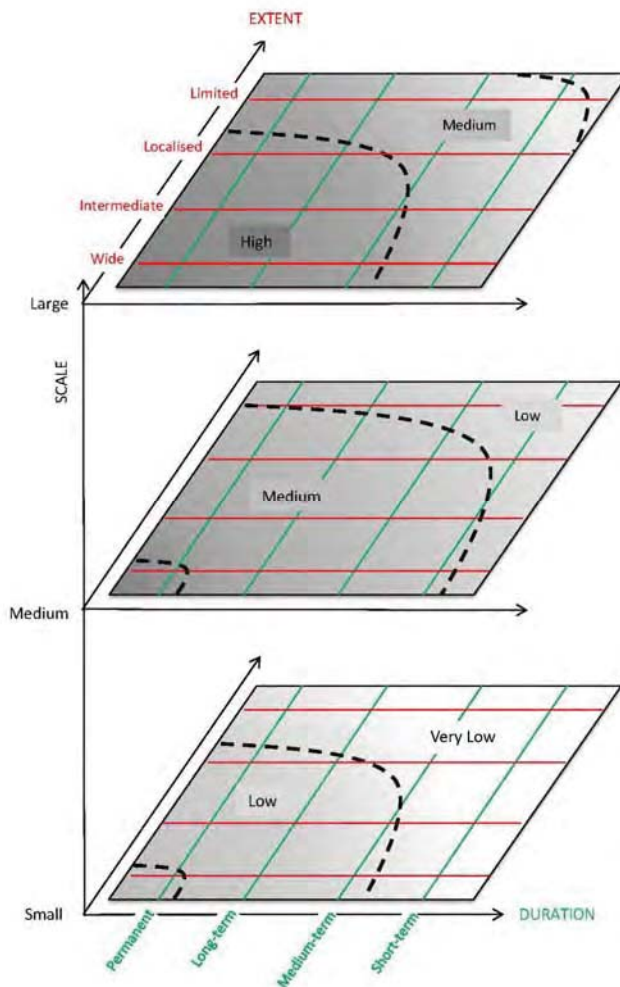 EXTENT
Limited
Medium
Localised
Intermediate
High
Wide
Large
SCALE
Low
Medium
Medium
Very Low
Low
Small
DURATION
Permanent
Long-term
Medium-term
Short-term